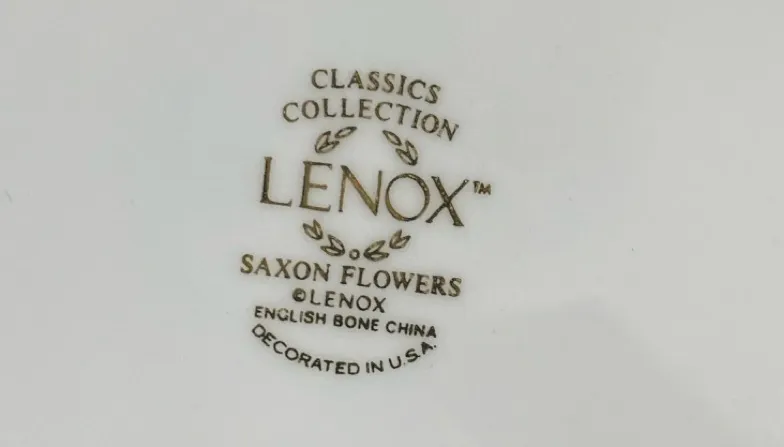 CLASSICS
COLLECTION
LENOX™
SAXON FLOWERS
©LENOX
ENGLISH BONE CHINA
DECORATED IN U.S.A.